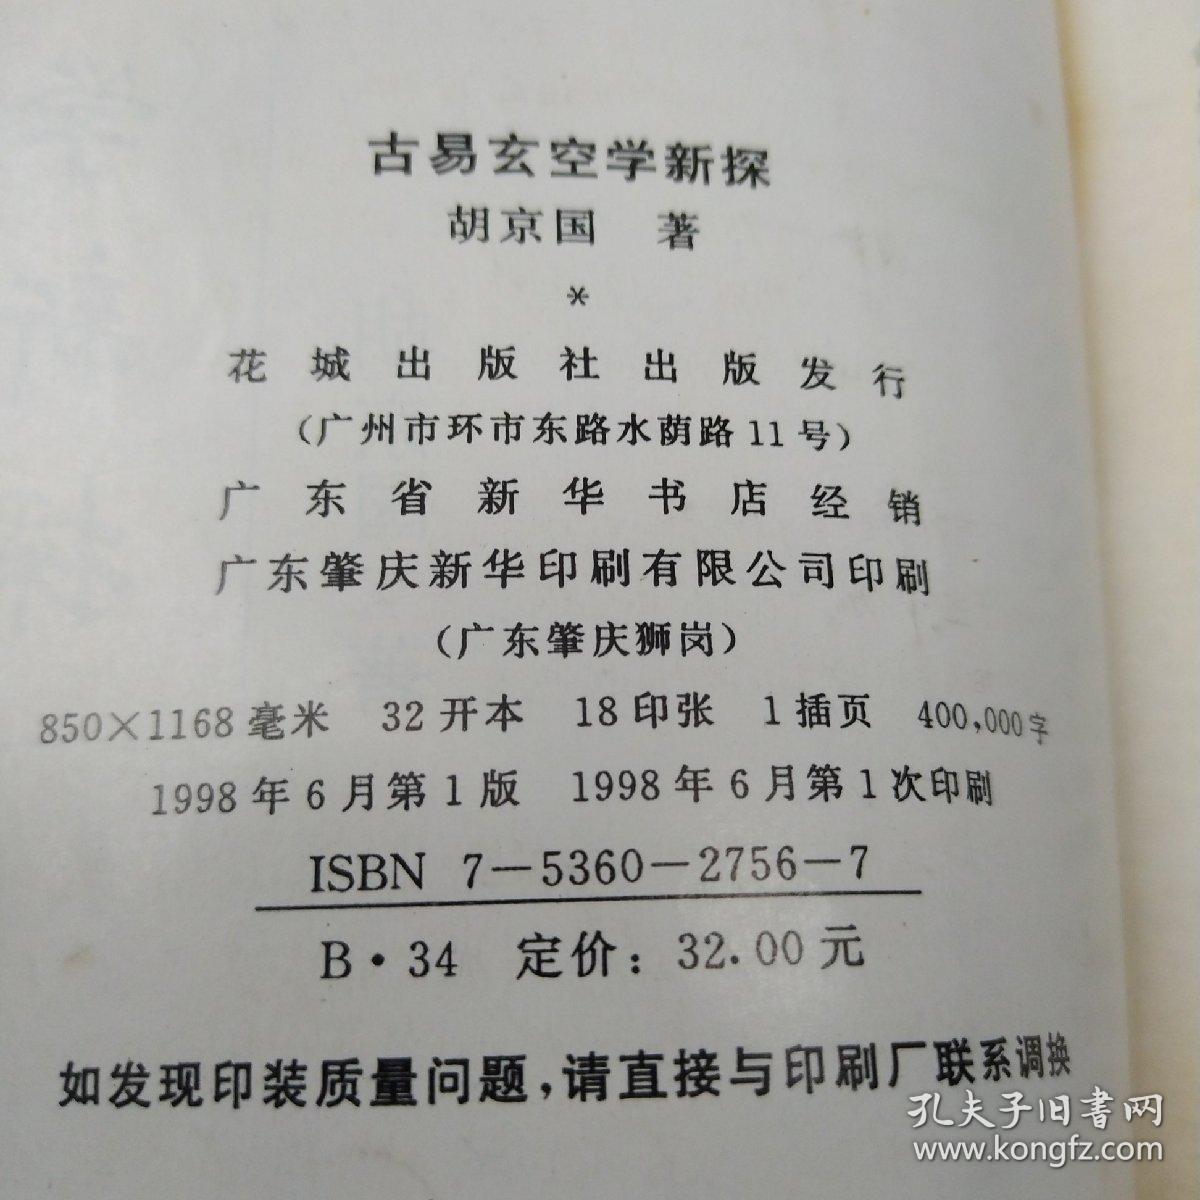 古易玄空学新探
胡京国 著
*
花城出版社出版发行
(广州市环市东路水荫路11号)
广东省新华书店经销
广东肇庆新华印刷有限公司印刷
(广东肇庆狮岗)
850×1168毫米 32开本 18印张 1插页 400,000字
1998年6月第1版 1998年6月第1次印刷
ISBN 7-5360-2756-7
B·34 定价:32.00元
如发现印装质量问题,请直接与印刷厂联系调换
孔夫子旧书网
www.kongfz.com